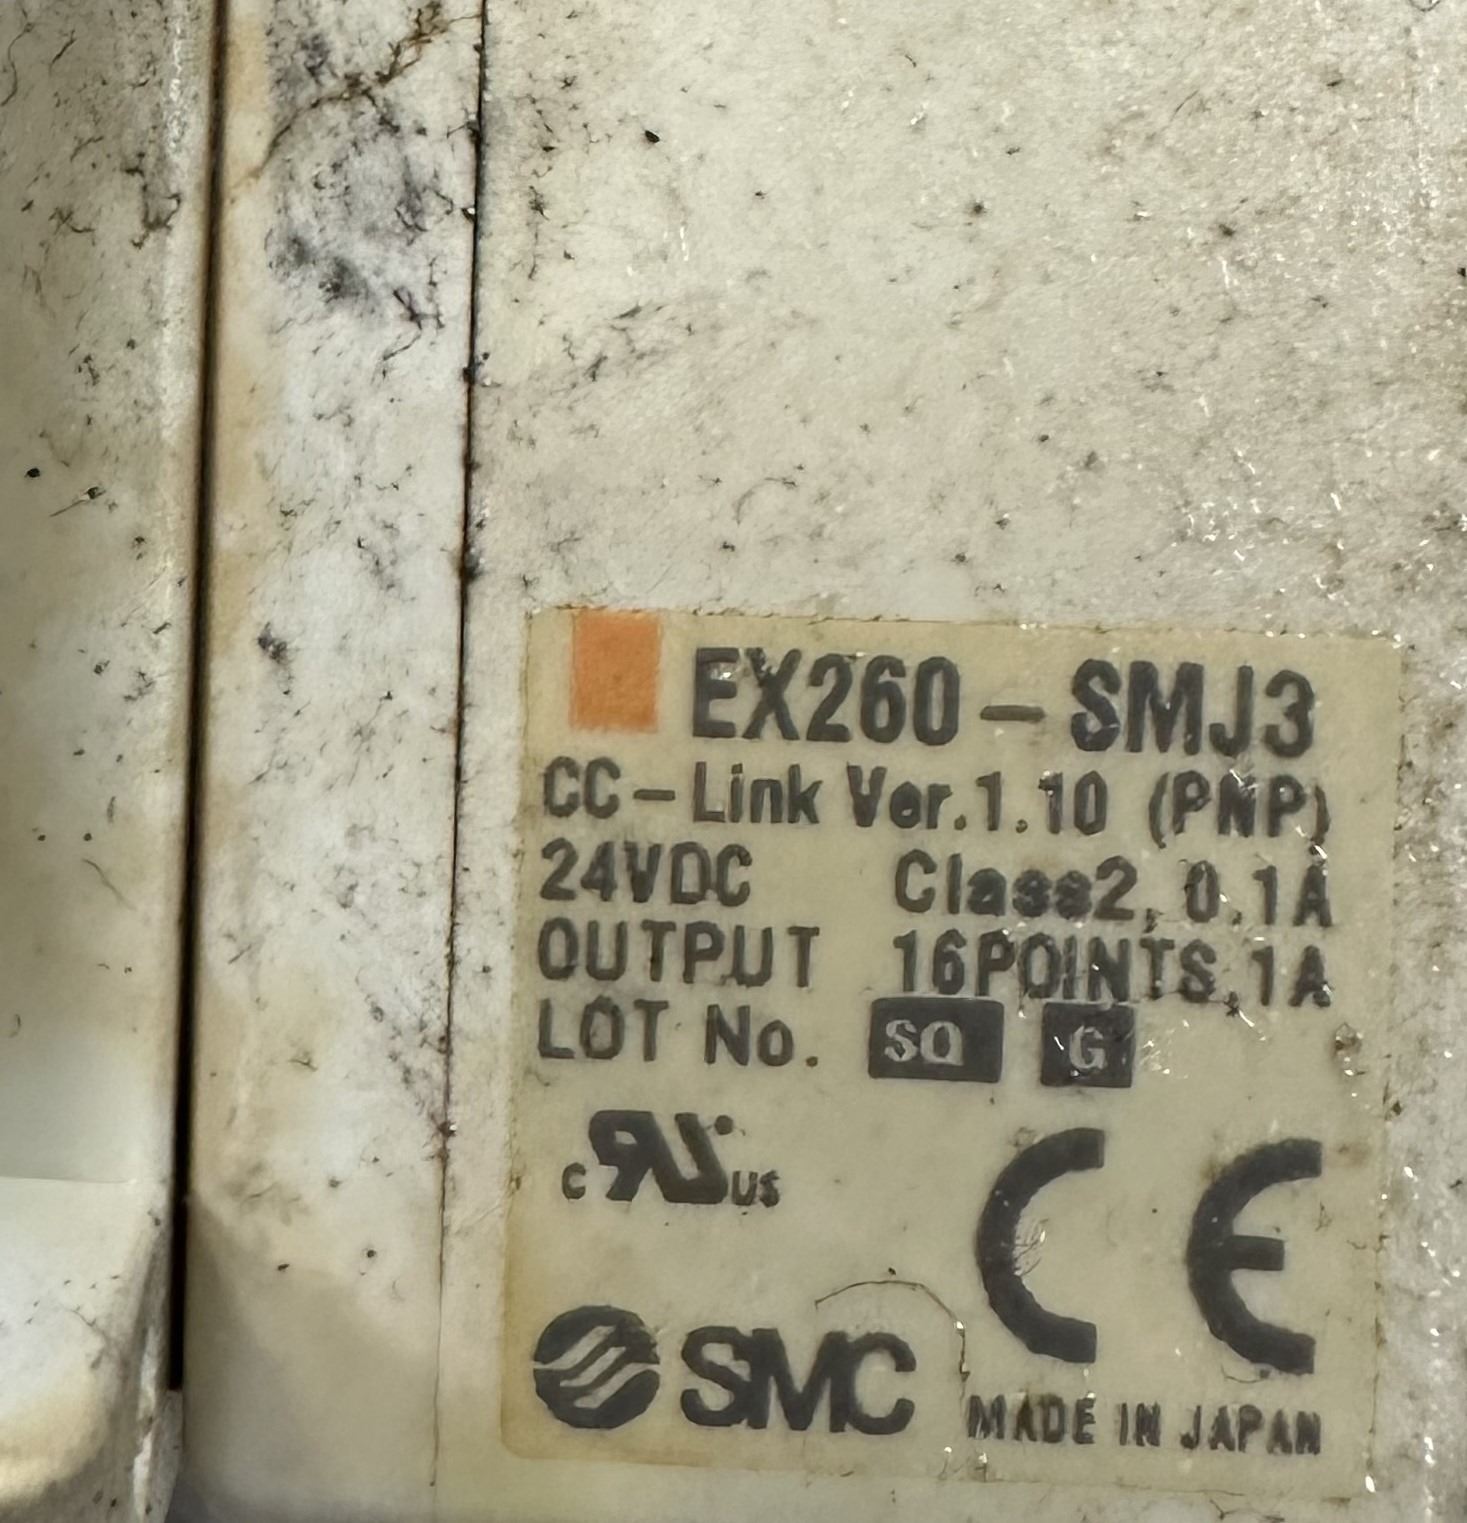 EX260-SMJ3
CC-Link Ver.1.10 (PNP)
24VDC Class2, 0.1A
OUTPUT 16POINTS,1A
LOT No. SQ G
c RU US
CE
SMC
MADE IN JAPAN